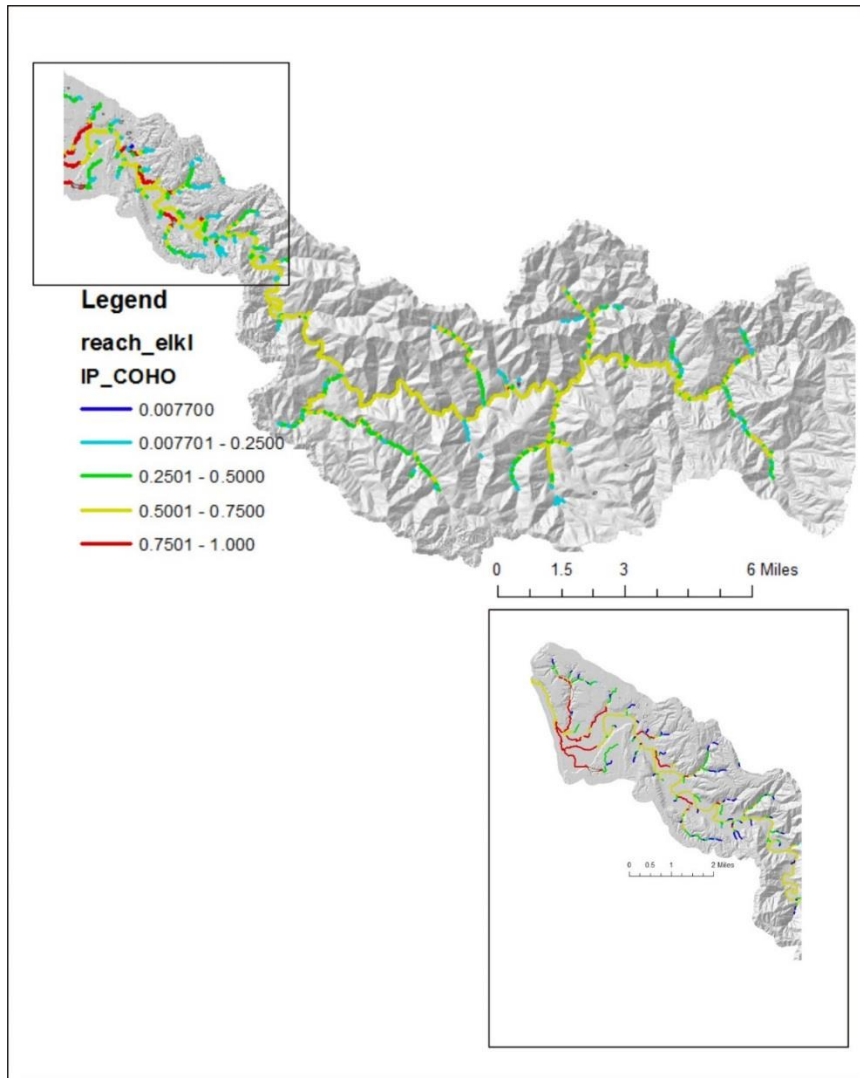 Legend
reach_elkl
IP_COHO
0.007700
0.007701 - 0.2500
0.2501 - 0.5000
0.5001 - 0.7500
0.7501 - 1.000
0 1.5 3 6 Miles
0 0.5 1 2 Miles